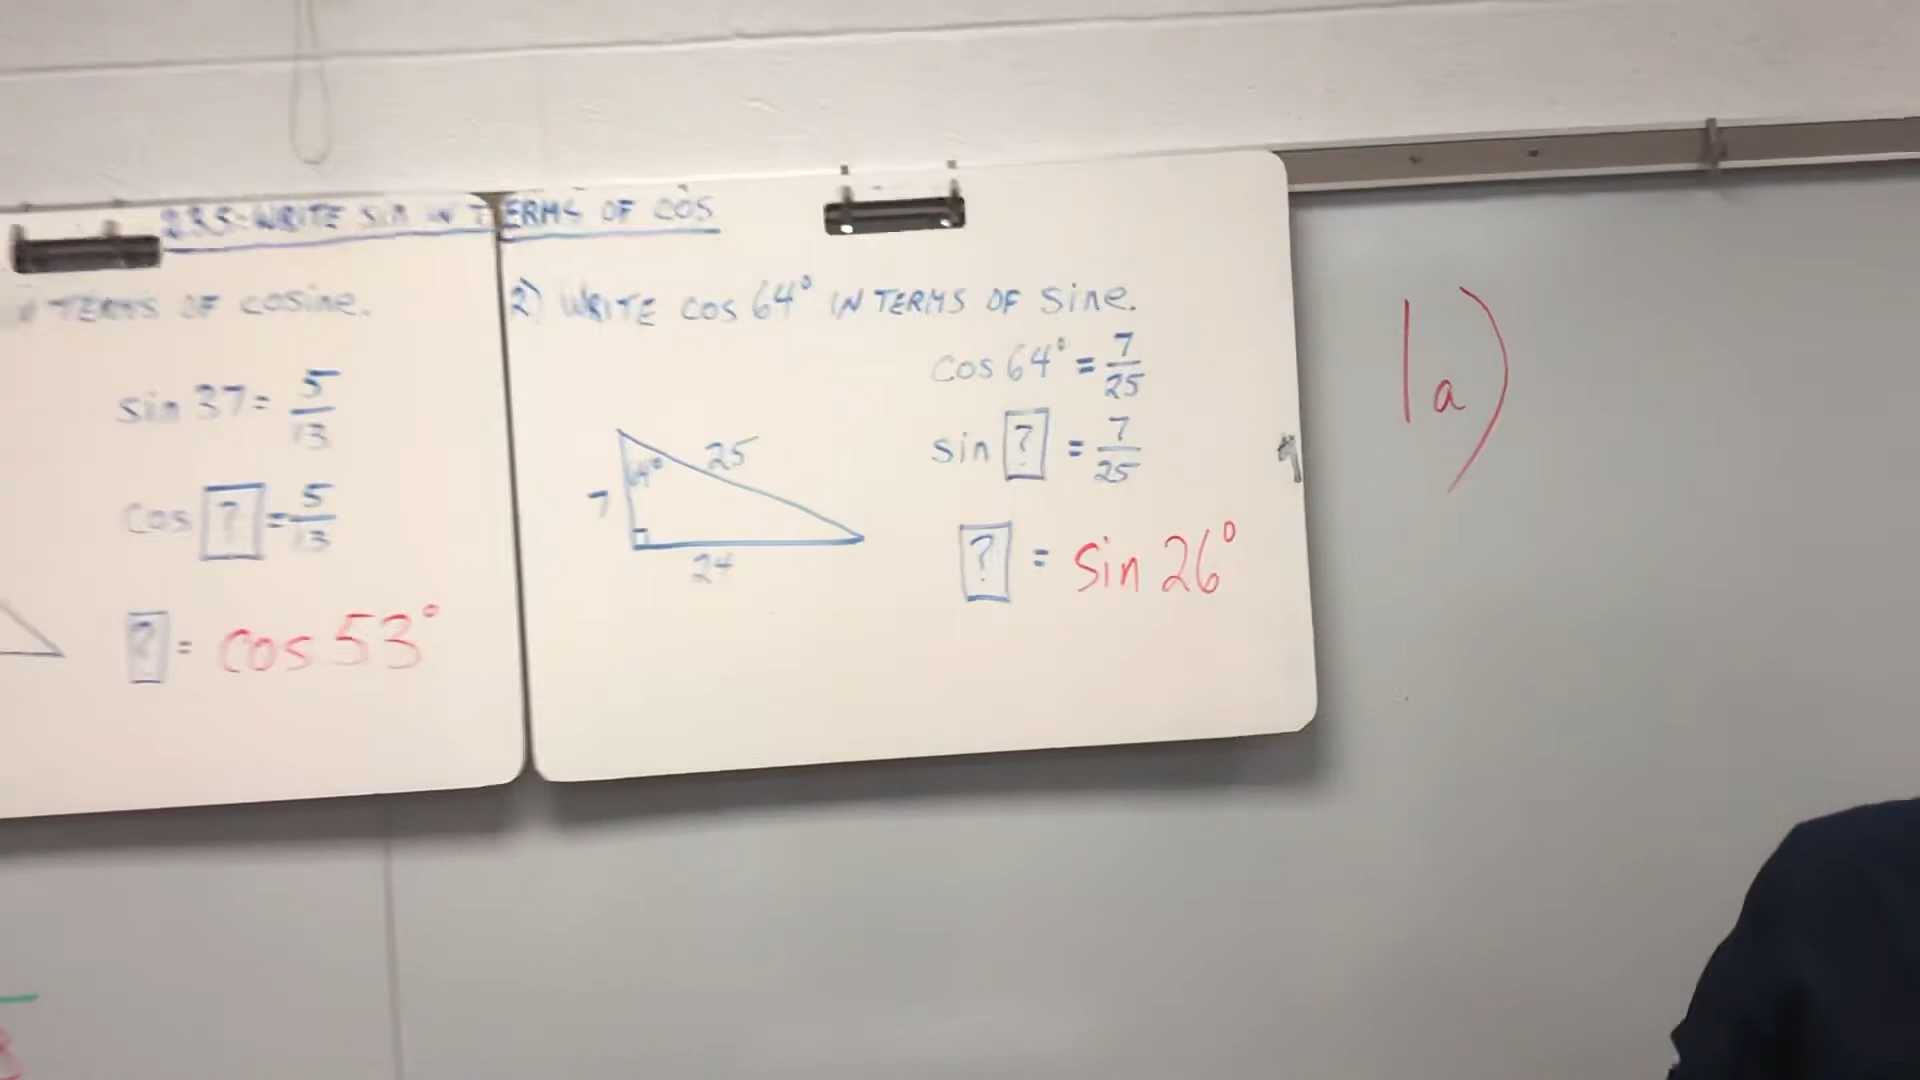 WRITE sin IN TERMS OF cos
TERMS OF cosine.
sin 37 = 5/13
cos ? = 5/13
? = cos 53°
2) WRITE cos 64° IN TERMS OF sine.
cos 64° = 7/25
sin ? = 7/25
64°
25
7
24
? = sin 26°
1a)